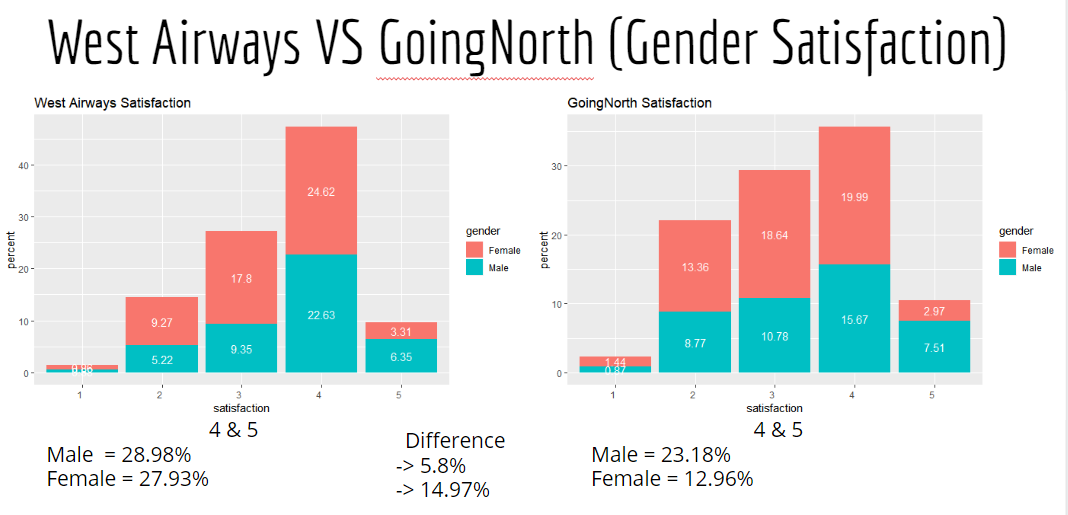 West Airways VS GoingNorth (Gender Satisfaction)
West Airways Satisfaction
percent
40
30
20
10
0
24.62
17.8
22.63
9.27
9.35
5.22
3.31
6.35
1
2
3
4
5
satisfaction
gender
Female
Male
GoingNorth Satisfaction
percent
30
20
10
0
19.99
18.64
13.36
15.67
10.78
8.77
2.97
7.51
1.44
0.87
1
2
3
4
5
satisfaction
gender
Female
Male
4 & 5
Male = 28.98%
Female = 27.93%
Difference
-> 5.8%
-> 14.97%
4 & 5
Male = 23.18%
Female = 12.96%